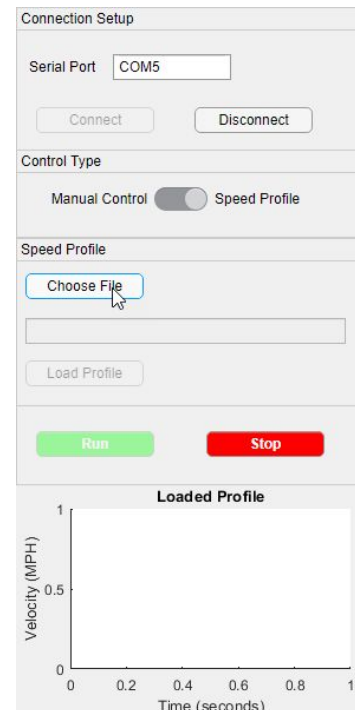 Connection Setup
Serial Port COM5
Connect Disconnect
Control Type
Manual Control Speed Profile
Speed Profile
Choose File
Load Profile
Run Stop
Loaded Profile
Velocity (MPH)
1
0.5
0
0 0.2 0.4 0.6 0.8 1
Time (seconds)